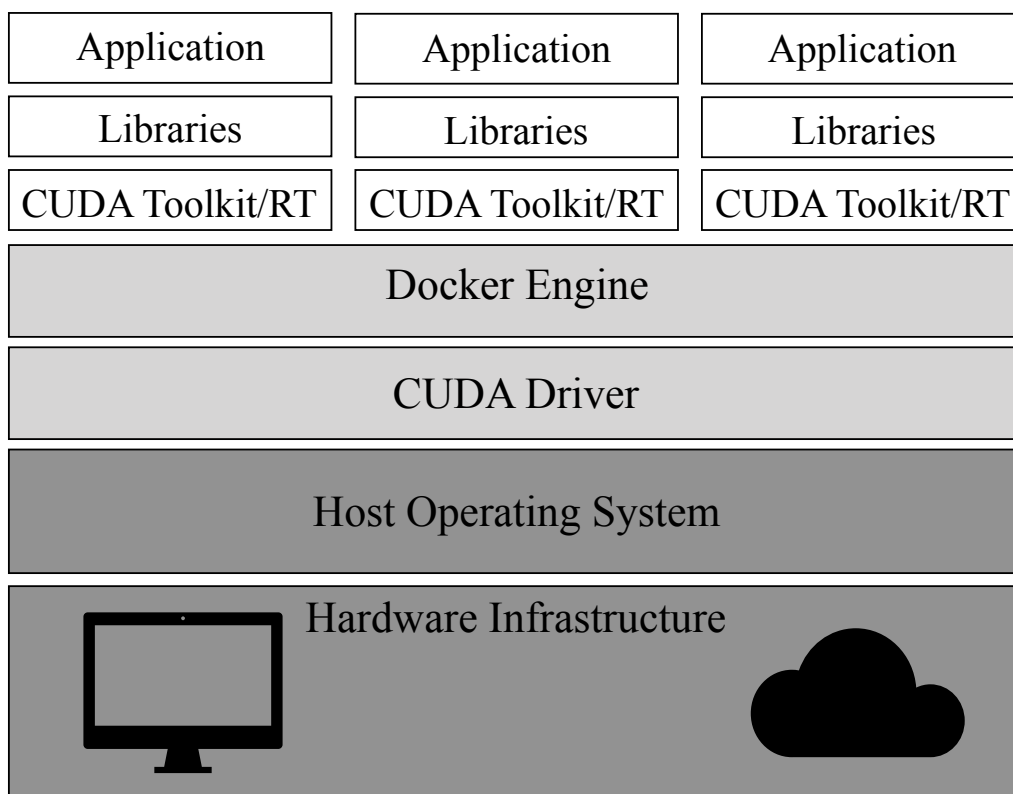 Application
Application
Application
Libraries
Libraries
Libraries
CUDA Toolkit/RT
CUDA Toolkit/RT
CUDA Toolkit/RT
Docker Engine
CUDA Driver
Host Operating System
Hardware Infrastructure